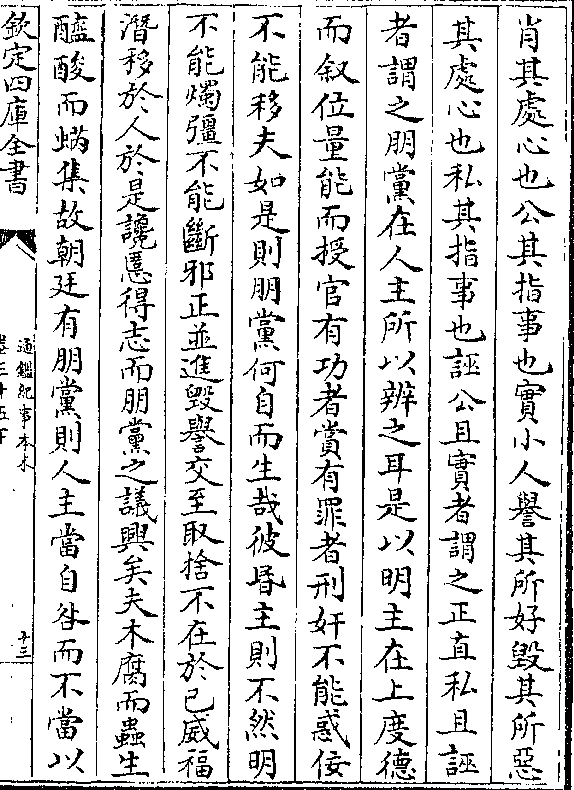 肖其處心也公其指事也實小人譽其所好毀其所惡
其處心也私其指事也誣公且實者謂之正直私且誣
者謂之朋黨在人主所以辨之耳是以明主在上度德
而叙位量能而授官有功者賞有罪者刑奸不能惑佞
不能移夫如是則朋黨何自而生哉彼昏主則不然明
不能燭彊不能斷邪正並進毀譽交至取捨不在於已威福
潛移於人於是讒慝得志而朋黨之議興矣夫木腐而蟲生
醯酸而蜹集故朝廷有朋黨則人主當自咎而不當以
欽定四庫全書
通鑑紀事本末
卷三十五下
十三